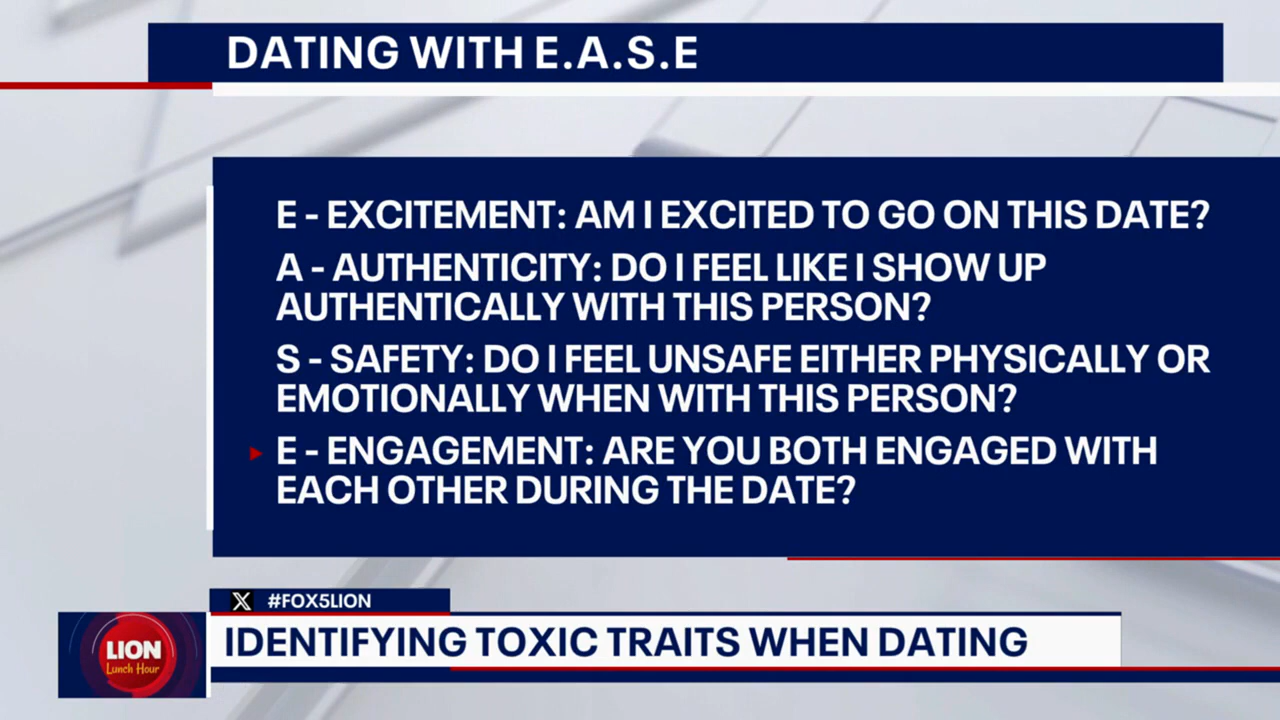 DATING WITH E.A.S.E
E - EXCITEMENT: AM I EXCITED TO GO ON THIS DATE?
A - AUTHENTICITY: DO I FEEL LIKE I SHOW UP
AUTHENTICALLY WITH THIS PERSON?
S - SAFETY: DO I FEEL UNSAFE EITHER PHYSICALLY OR
EMOTIONALLY WHEN WITH THIS PERSON?
E - ENGAGEMENT: ARE YOU BOTH ENGAGED WITH
EACH OTHER DURING THE DATE?
X #FOX5LION
IDENTIFYING TOXIC TRAITS WHEN DATING
LION
Lunch Hour